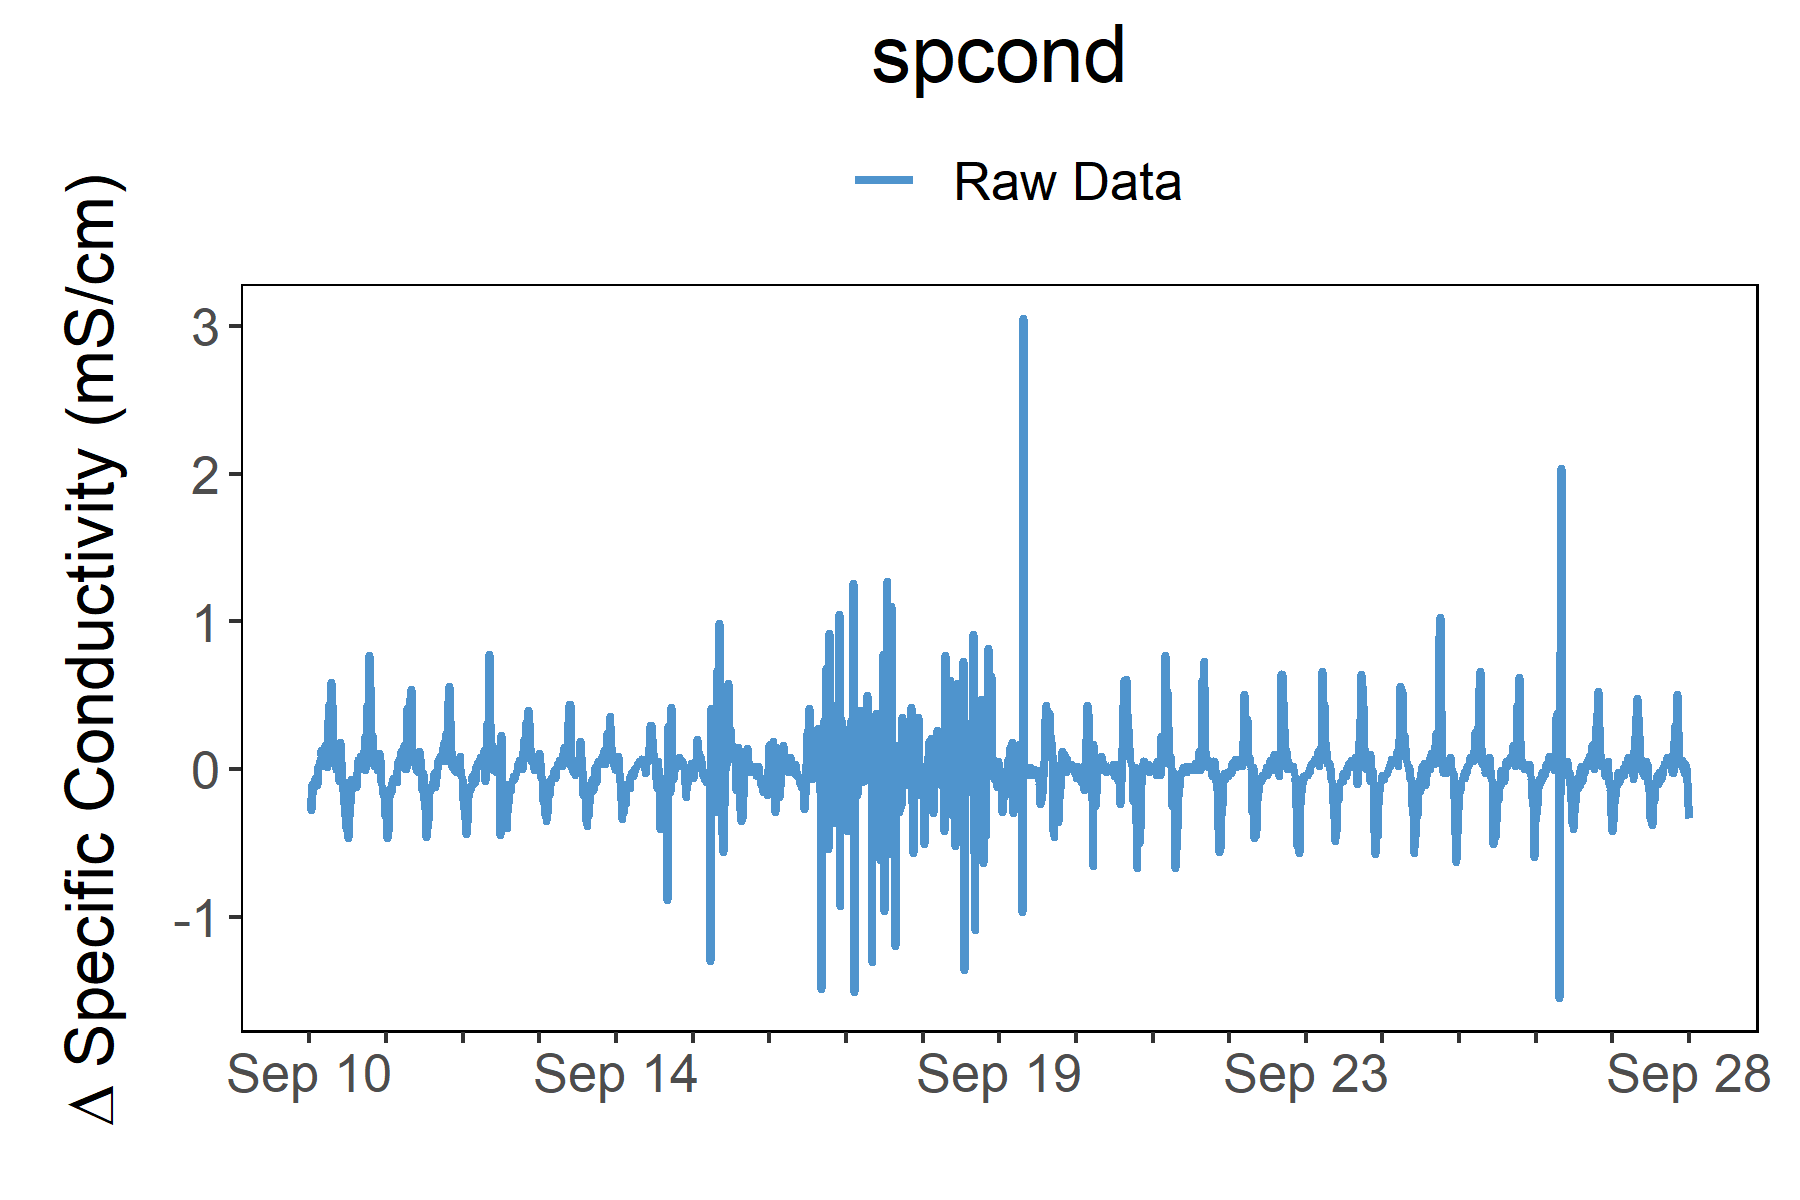 spcond
Raw Data
Δ Specific Conductivity (mS/cm)
3
2
1
0
-1
Sep 10 Sep 14 Sep 19 Sep 23 Sep 28